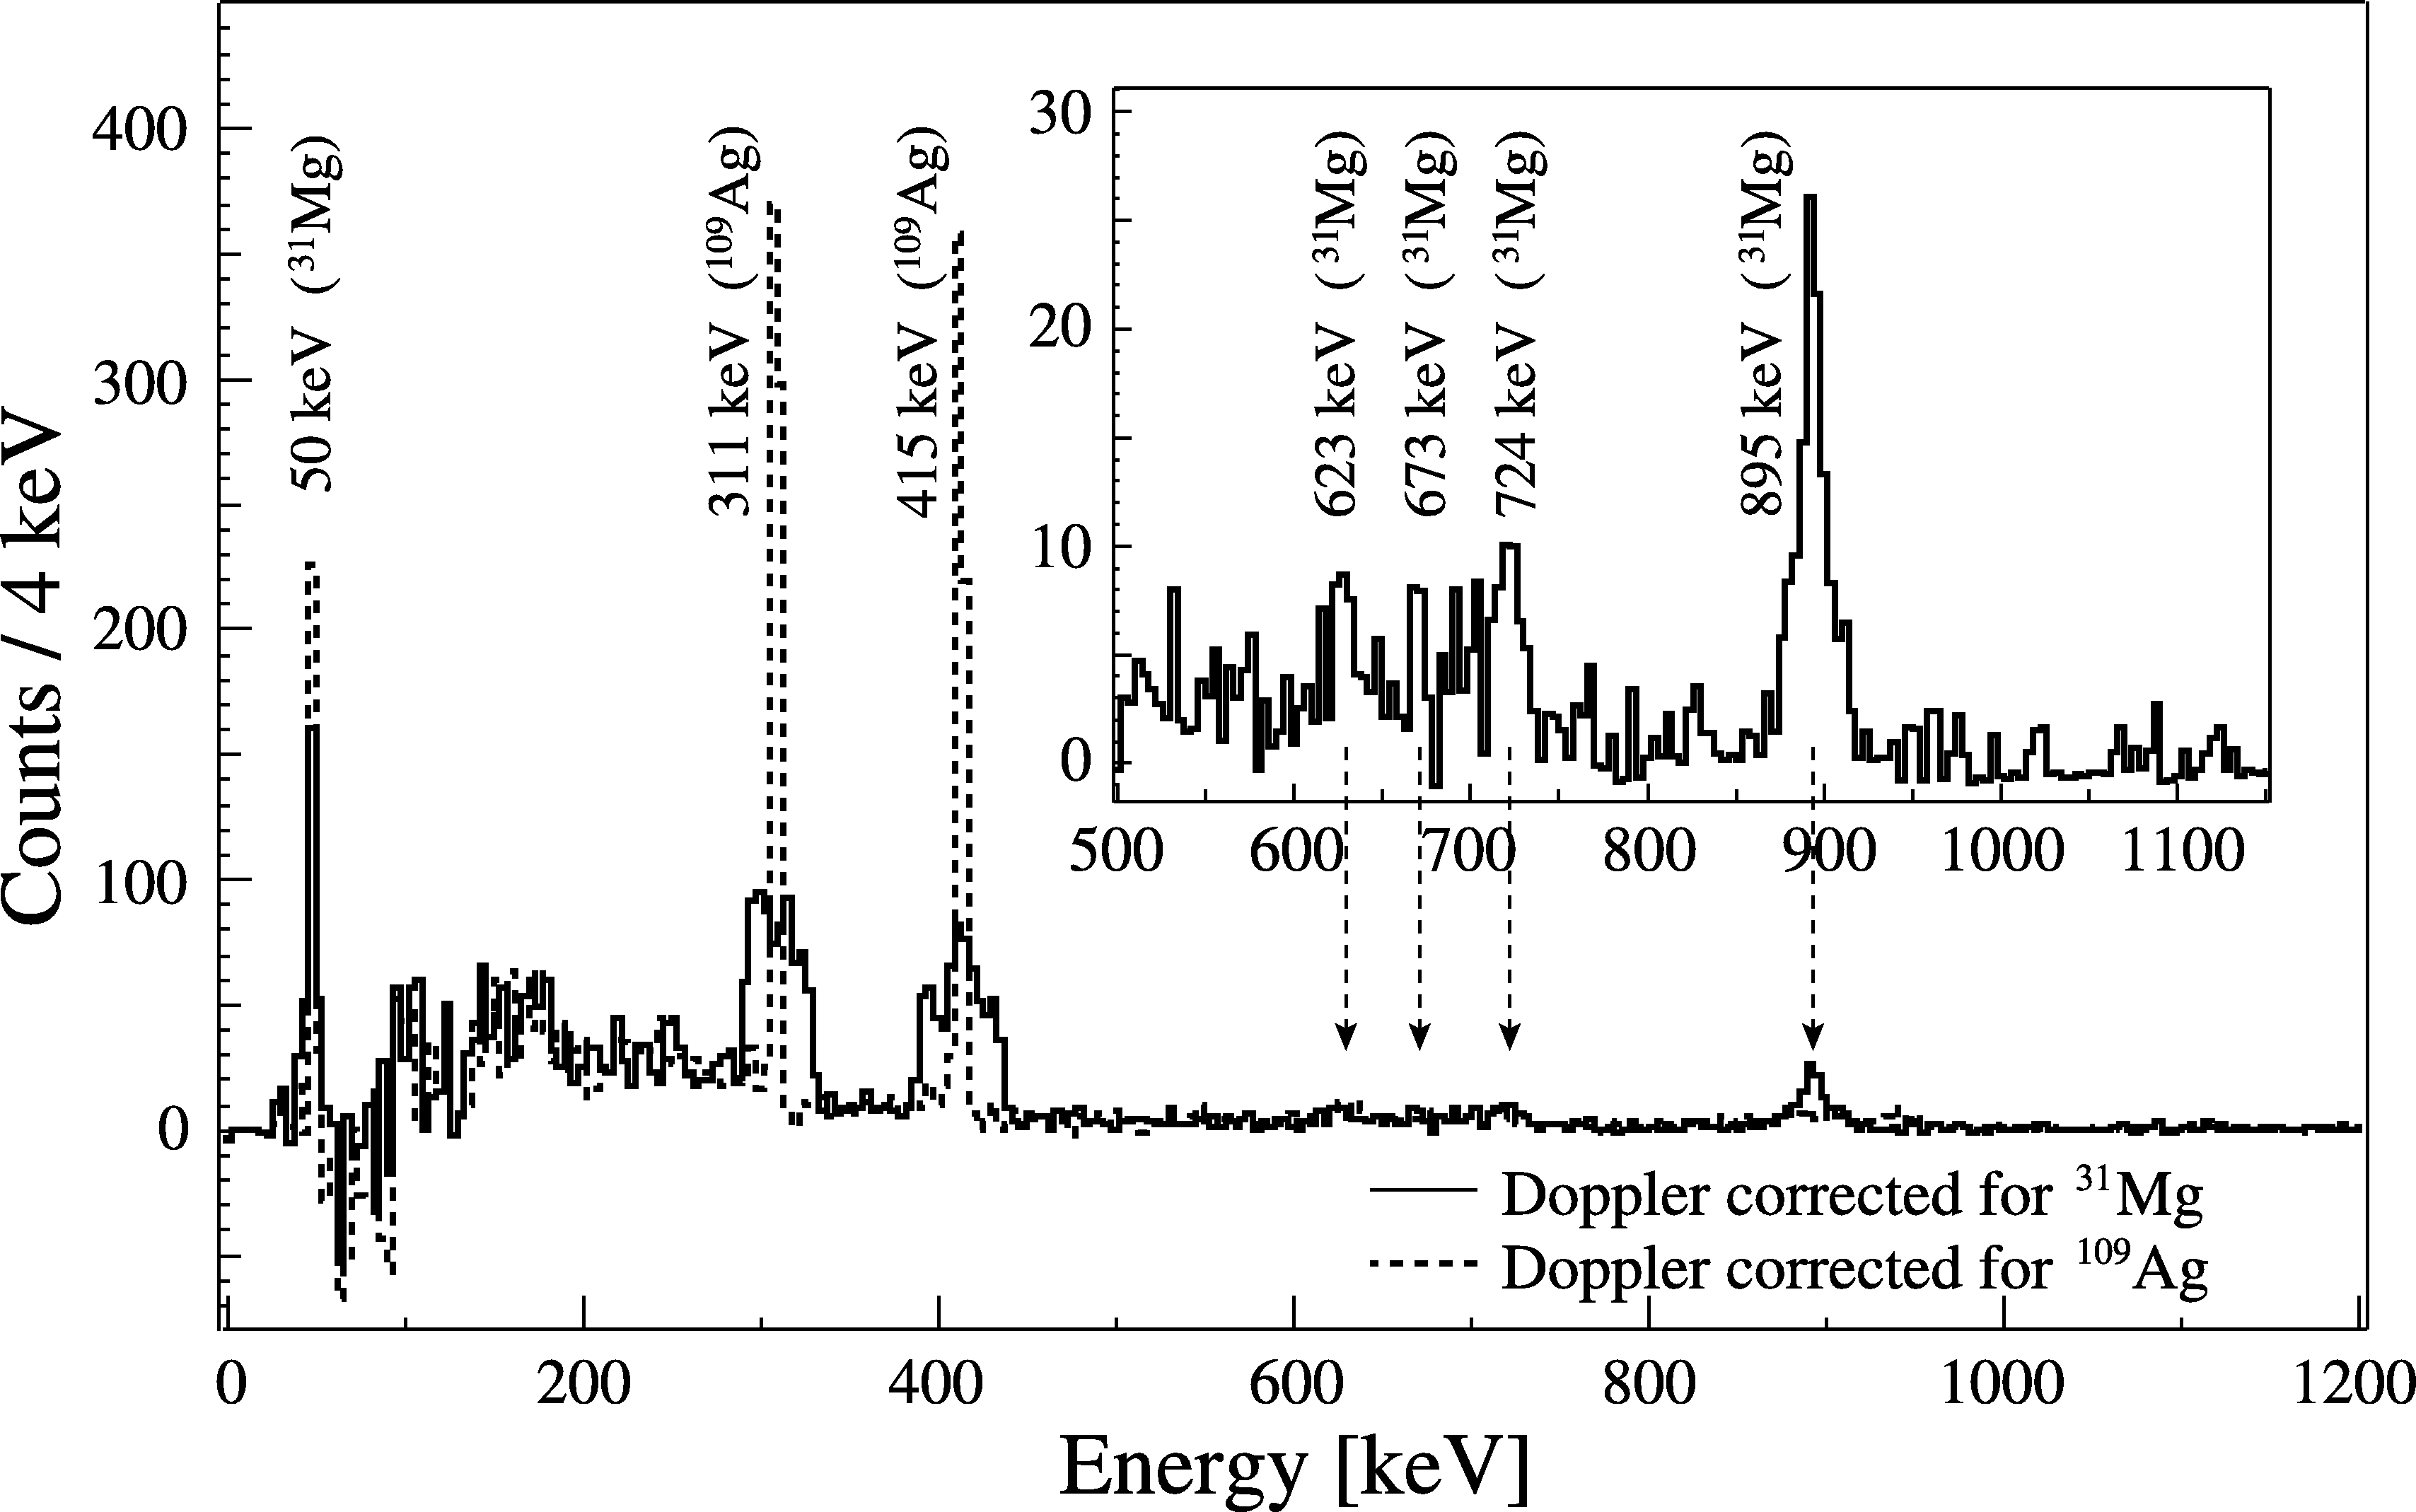 Counts / 4 keV
400
300
200
100
0
50 keV (³¹Mg)
311 keV (¹⁰⁹Ag)
415 keV (¹⁰⁹Ag)
30
20
10
0
623 keV (³¹Mg)
673 keV (³¹Mg)
724 keV (³¹Mg)
895 keV (³¹Mg)
500 600 700 800 900 1000 1100
Doppler corrected for ³¹Mg
Doppler corrected for ¹⁰⁹Ag
0 200 400 600 800 1000 1200
Energy [keV]